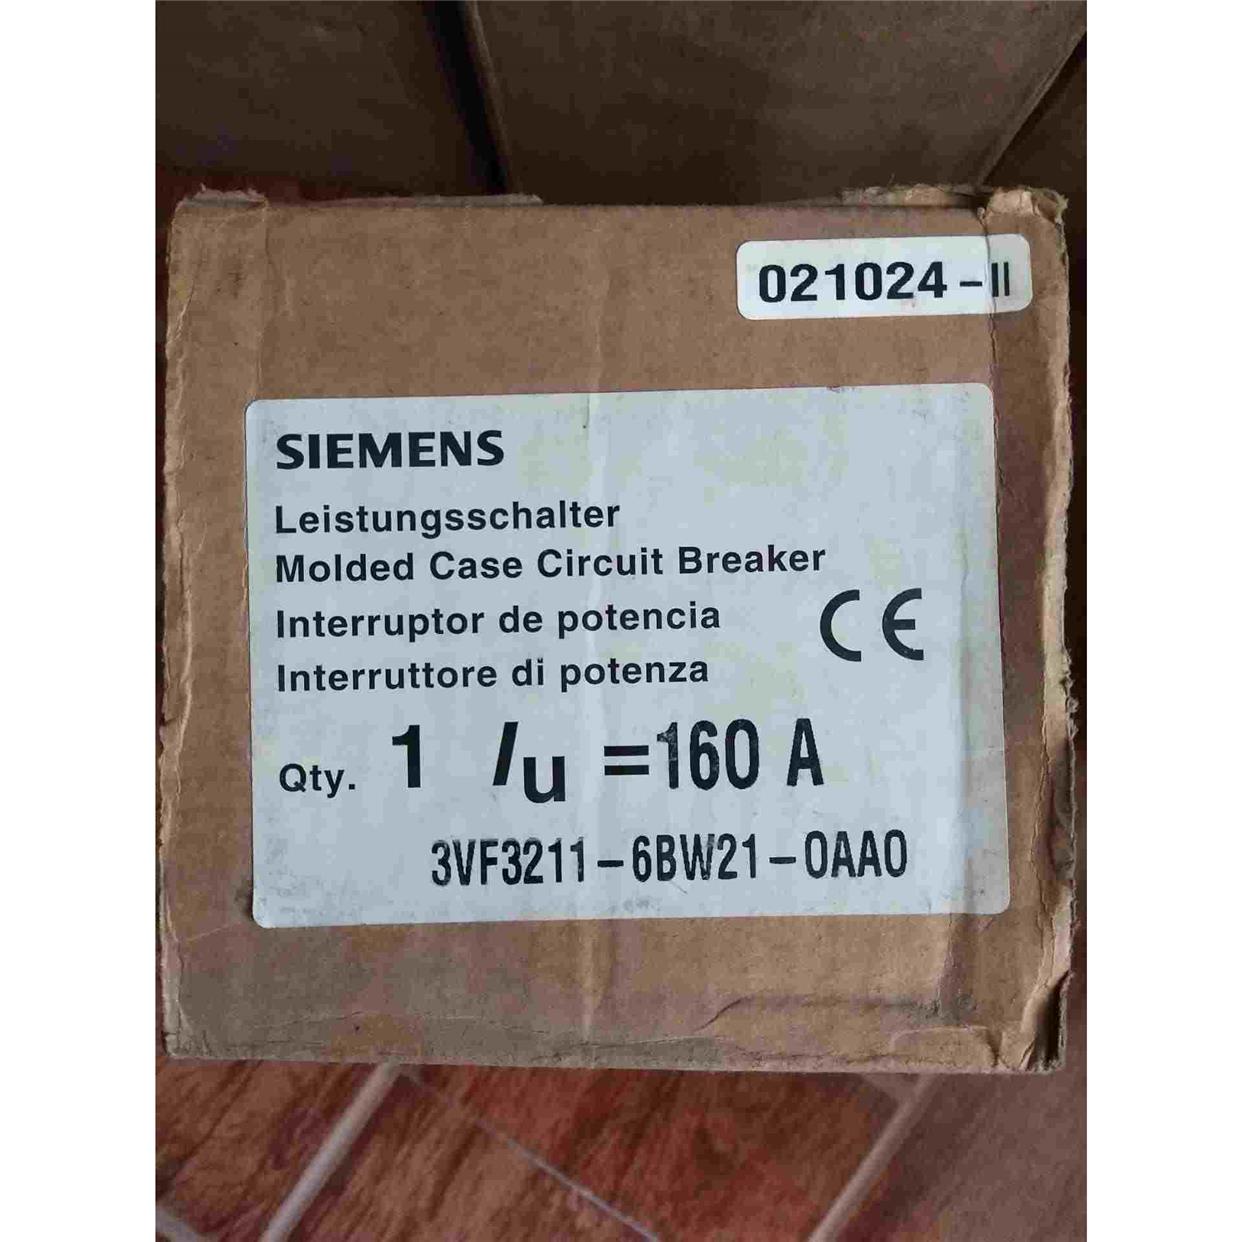 021024-II
SIEMENS
Leistungsschalter
Molded Case Circuit Breaker
Interruptor de potencia
Interruttore di potenza
CE
Qty. 1 Iu =160 A
3VF3211-6BW21-0AA0